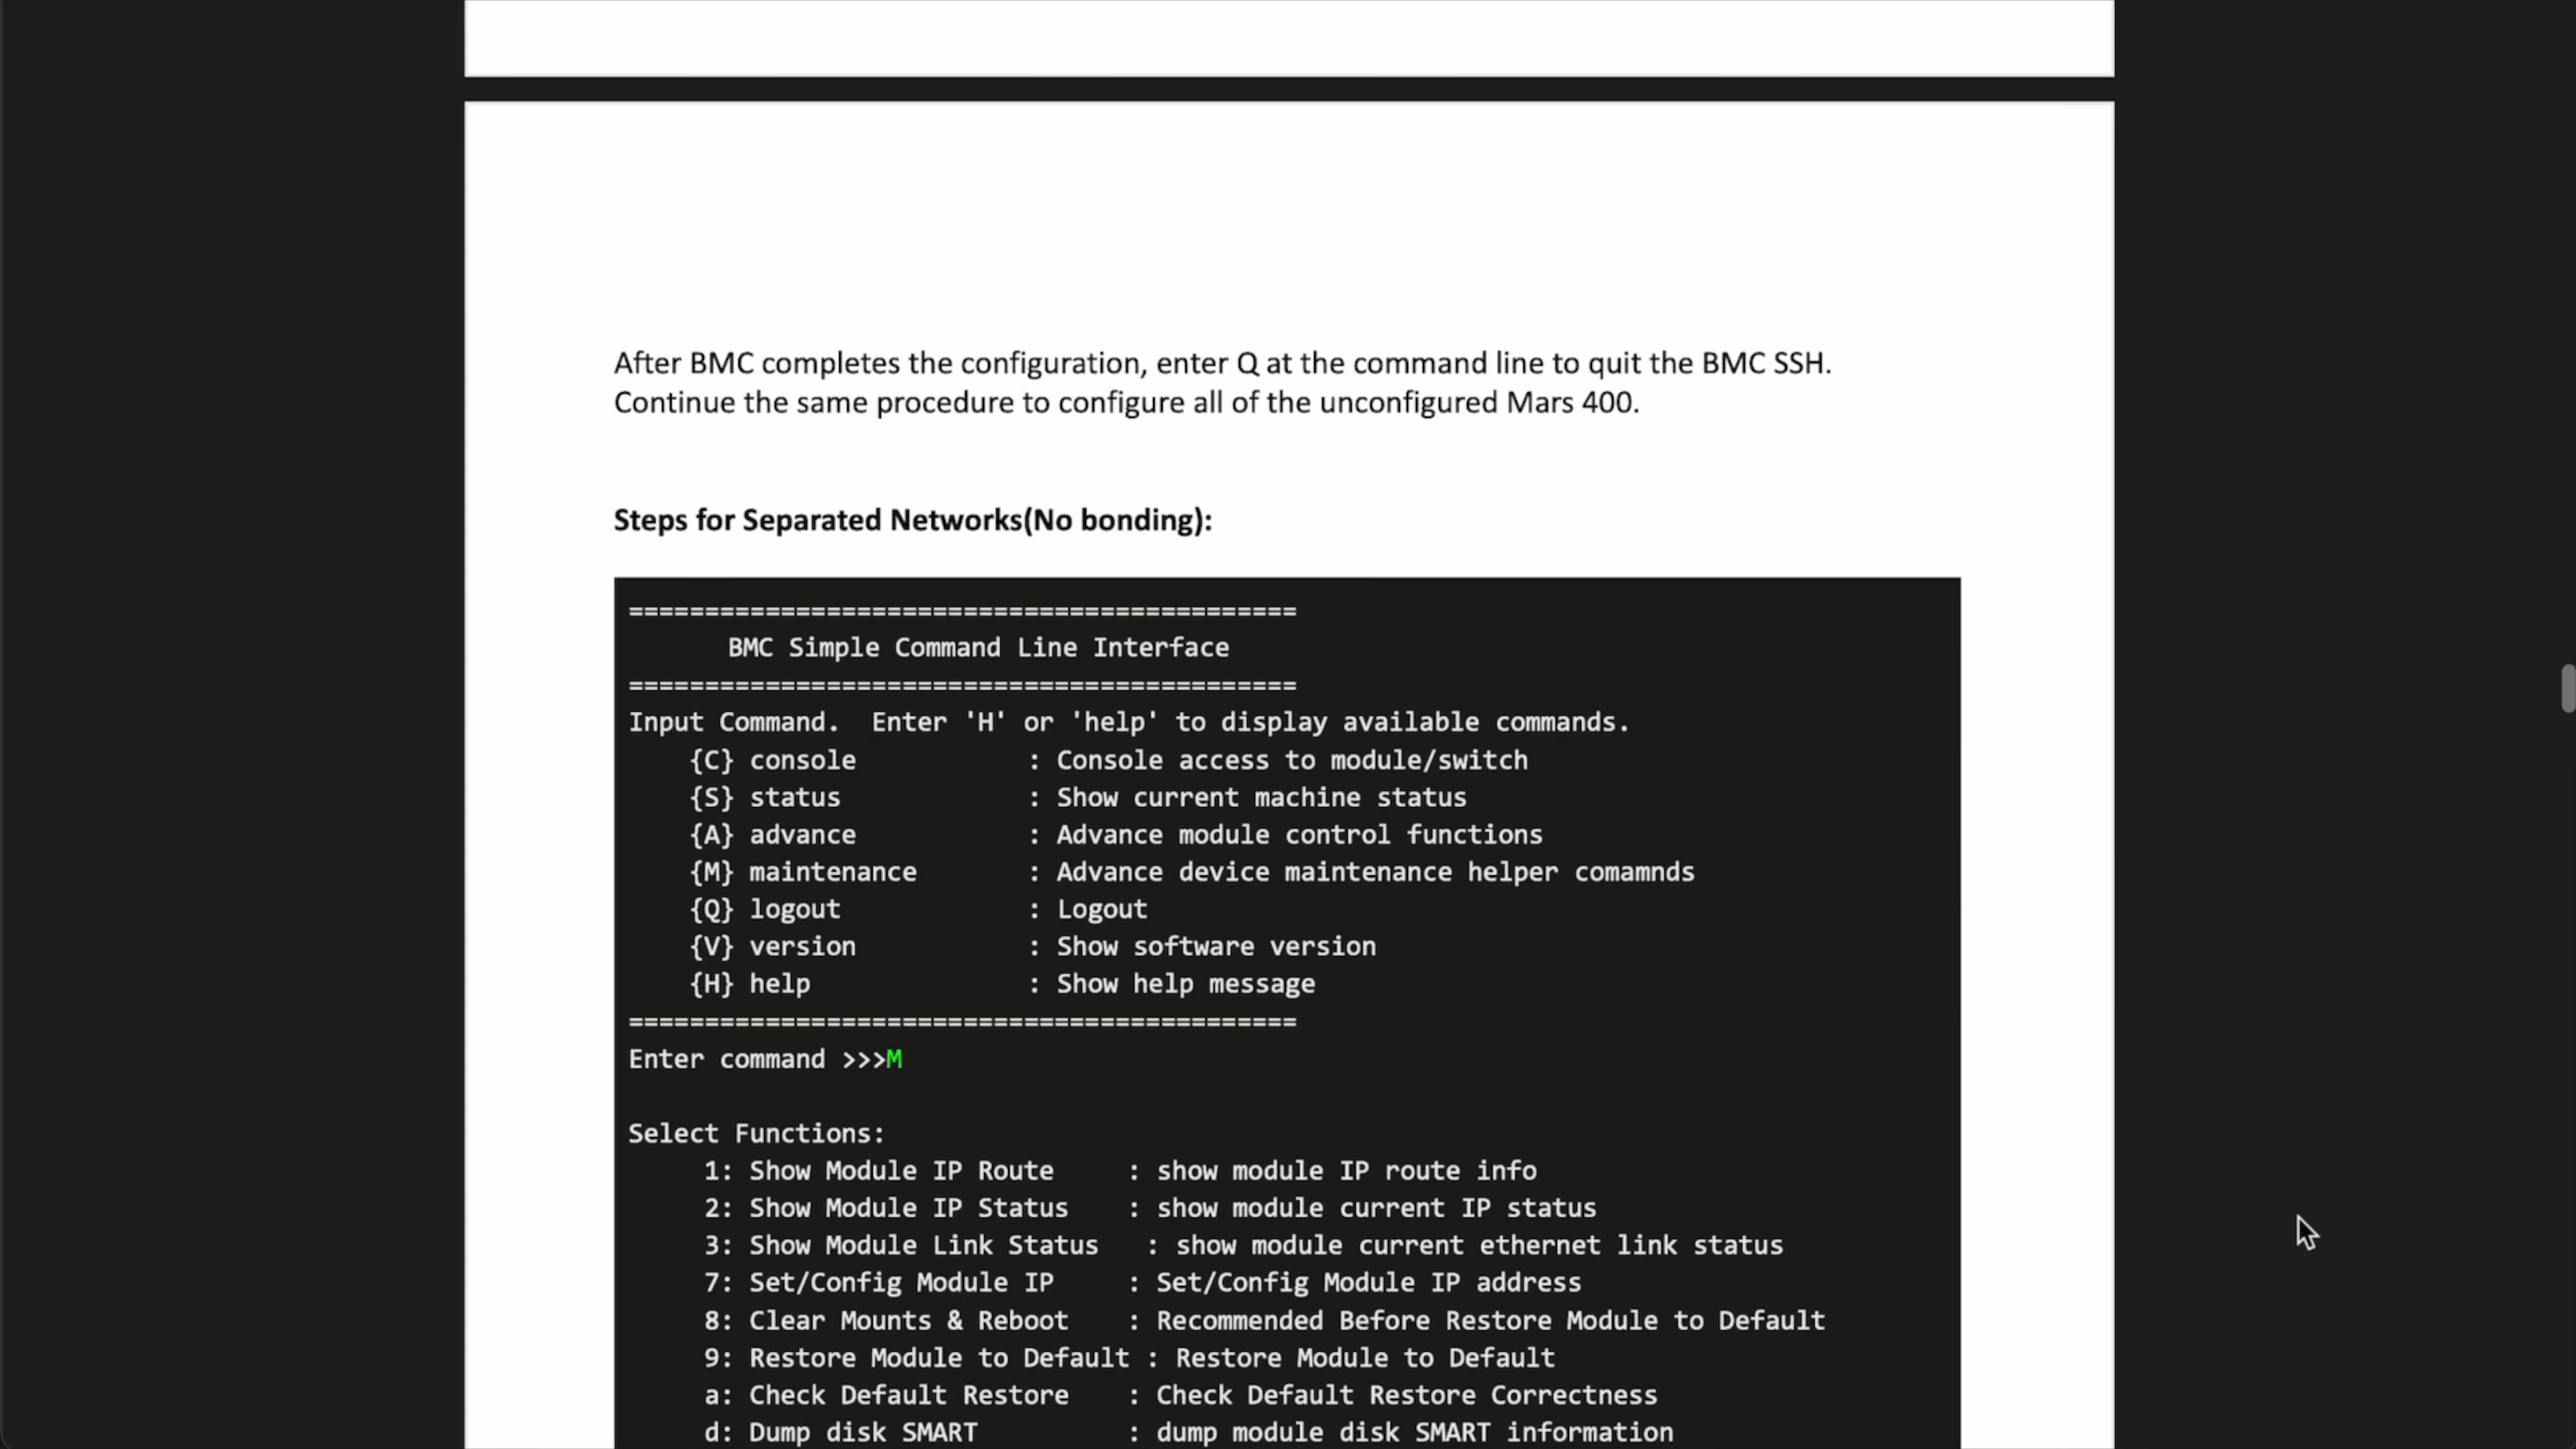 After BMC completes the configuration, enter Q at the command line to quit the BMC SSH.
Continue the same procedure to configure all of the unconfigured Mars 400.
Steps for Separated Networks(No bonding):
============================================
BMC Simple Command Line Interface
============================================
Input Command.  Enter 'H' or 'help' to display available commands.
{C} console : Console access to module/switch
{S} status : Show current machine status
{A} advance : Advance module control functions
{M} maintenance : Advance device maintenance helper comamnds
{Q} logout : Logout
{V} version : Show software version
{H} help : Show help message
============================================
Enter command >>>M
Select Functions:
1: Show Module IP Route : show module IP route info
2: Show Module IP Status : show module current IP status
3: Show Module Link Status : show module current ethernet link status
7: Set/Config Module IP : Set/Config Module IP address
8: Clear Mounts & Reboot : Recommended Before Restore Module to Default
9: Restore Module to Default : Restore Module to Default
a: Check Default Restore : Check Default Restore Correctness
d: Dump disk SMART : dump module disk SMART information